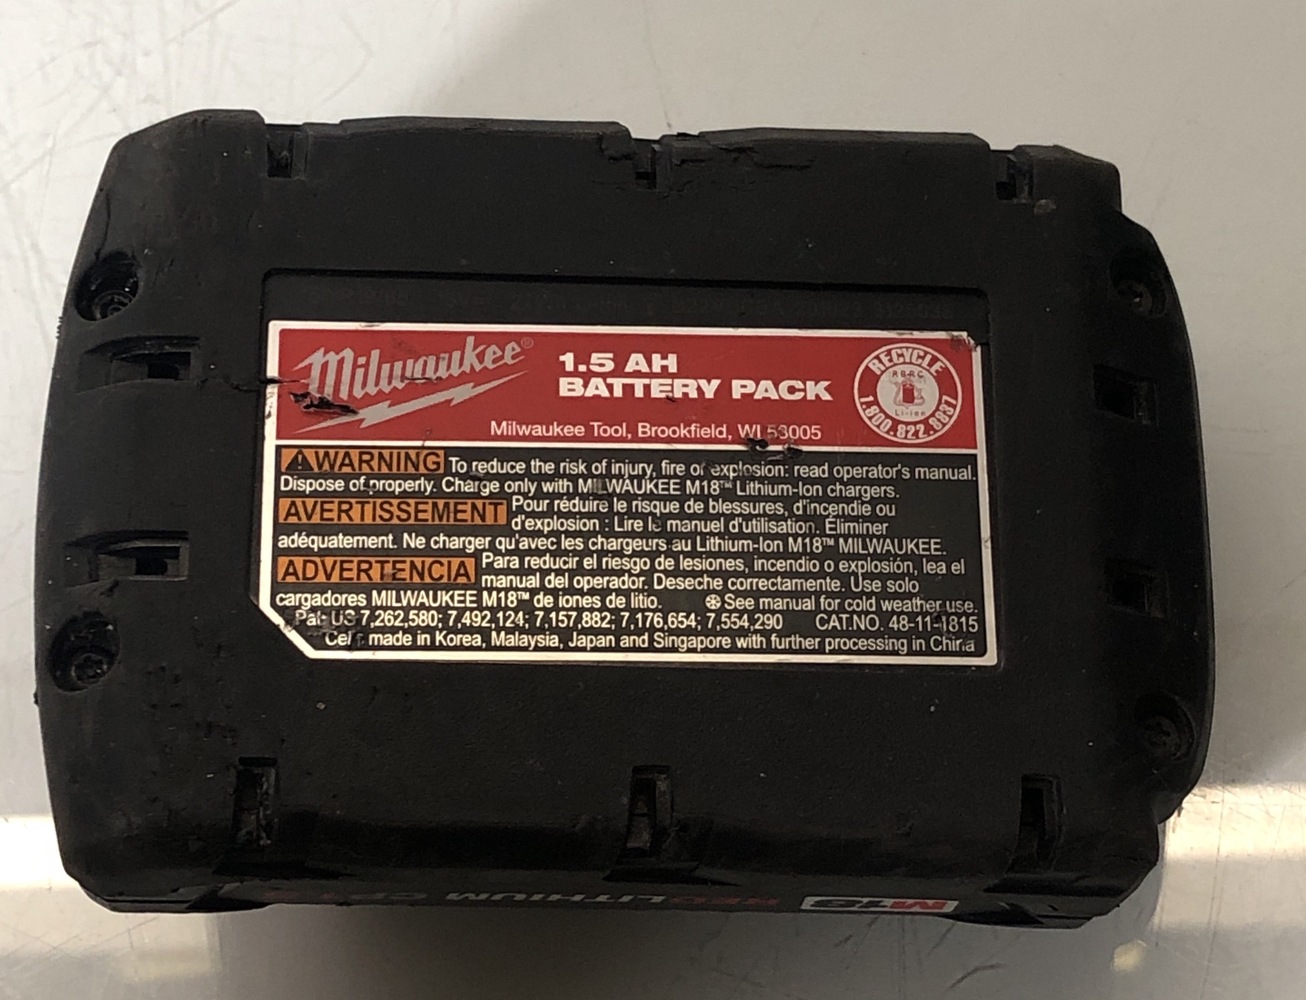 Milwaukee®
1.5 AH
BATTERY PACK
Milwaukee Tool, Brookfield, WI 53005
RECYCLE
RBRC
Li-ion
1.800.822.8837
WARNING To reduce the risk of injury, fire or explosion: read operator's manual.
Dispose of properly. Charge only with MILWAUKEE M18™ Lithium-Ion chargers.
AVERTISSEMENT Pour réduire le risque de blessures, d'incendie ou
d'explosion : Lire le manuel d'utilisation. Éliminer
adéquatement. Ne charger qu'avec les chargeurs au Lithium-Ion M18™ MILWAUKEE.
ADVERTENCIA Para reducir el riesgo de lesiones, incendio o explosión, lea el
manual del operador. Deseche correctamente. Use solo
cargadores MILWAUKEE M18™ de iones de litio. ❄See manual for cold weather use.
Pat. US 7,262,580; 7,492,124; 7,157,882; 7,176,654; 7,554,290 CAT.NO. 48-11-1815
Cells made in Korea, Malaysia, Japan and Singapore with further processing in China
M18 REDLITHIUM